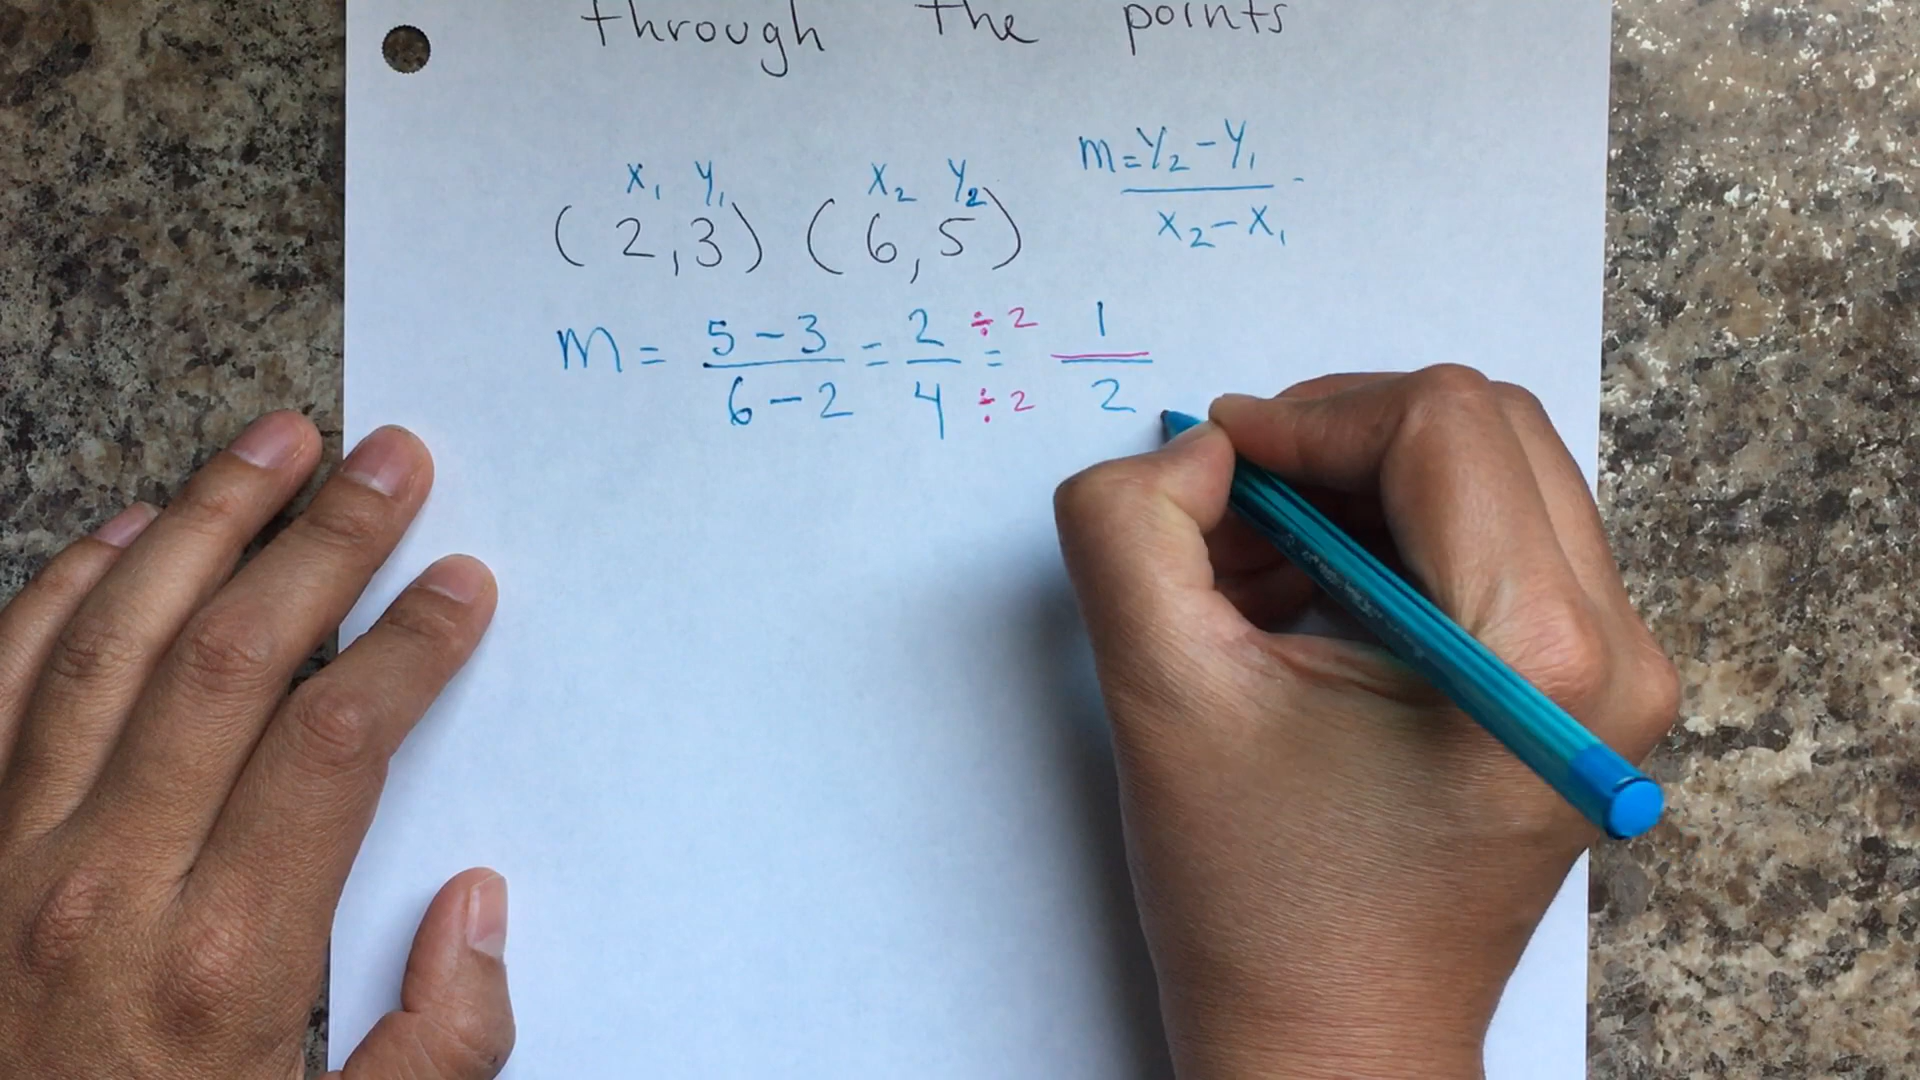 through the points
x₁ y₁ x₂ y₂ m=y₂-y₁
(2,3) (6,5) x₂-x₁
m = 5-3 = 2 ÷2 = 1
6-2 4 ÷2 2